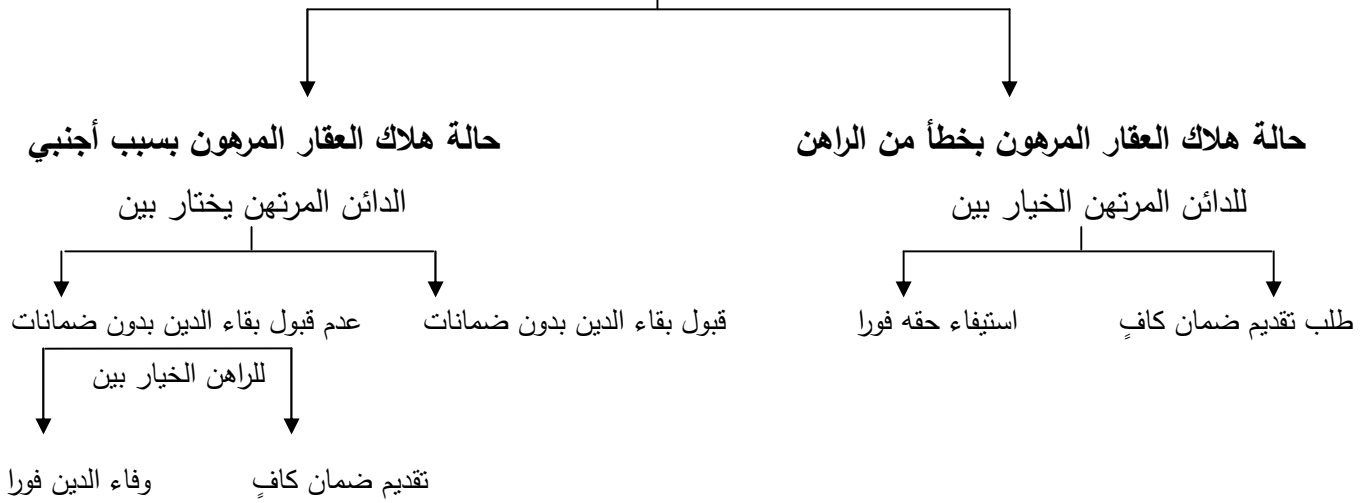 حالة هلاك العقار المرهون بخطأ من الراهن
حالة هلاك العقار المرهون بسبب أجنبي
للدائن المرتهن الخيار بين
الدائن المرتهن يختار بين
طلب تقديم ضمان كافٍ
استيفاء حقه فورا
قبول بقاء الدين بدون ضمانات
عدم قبول بقاء الدين بدون ضمانات
للراهن الخيار بين
تقديم ضمان كافٍ
وفاء الدين فورا